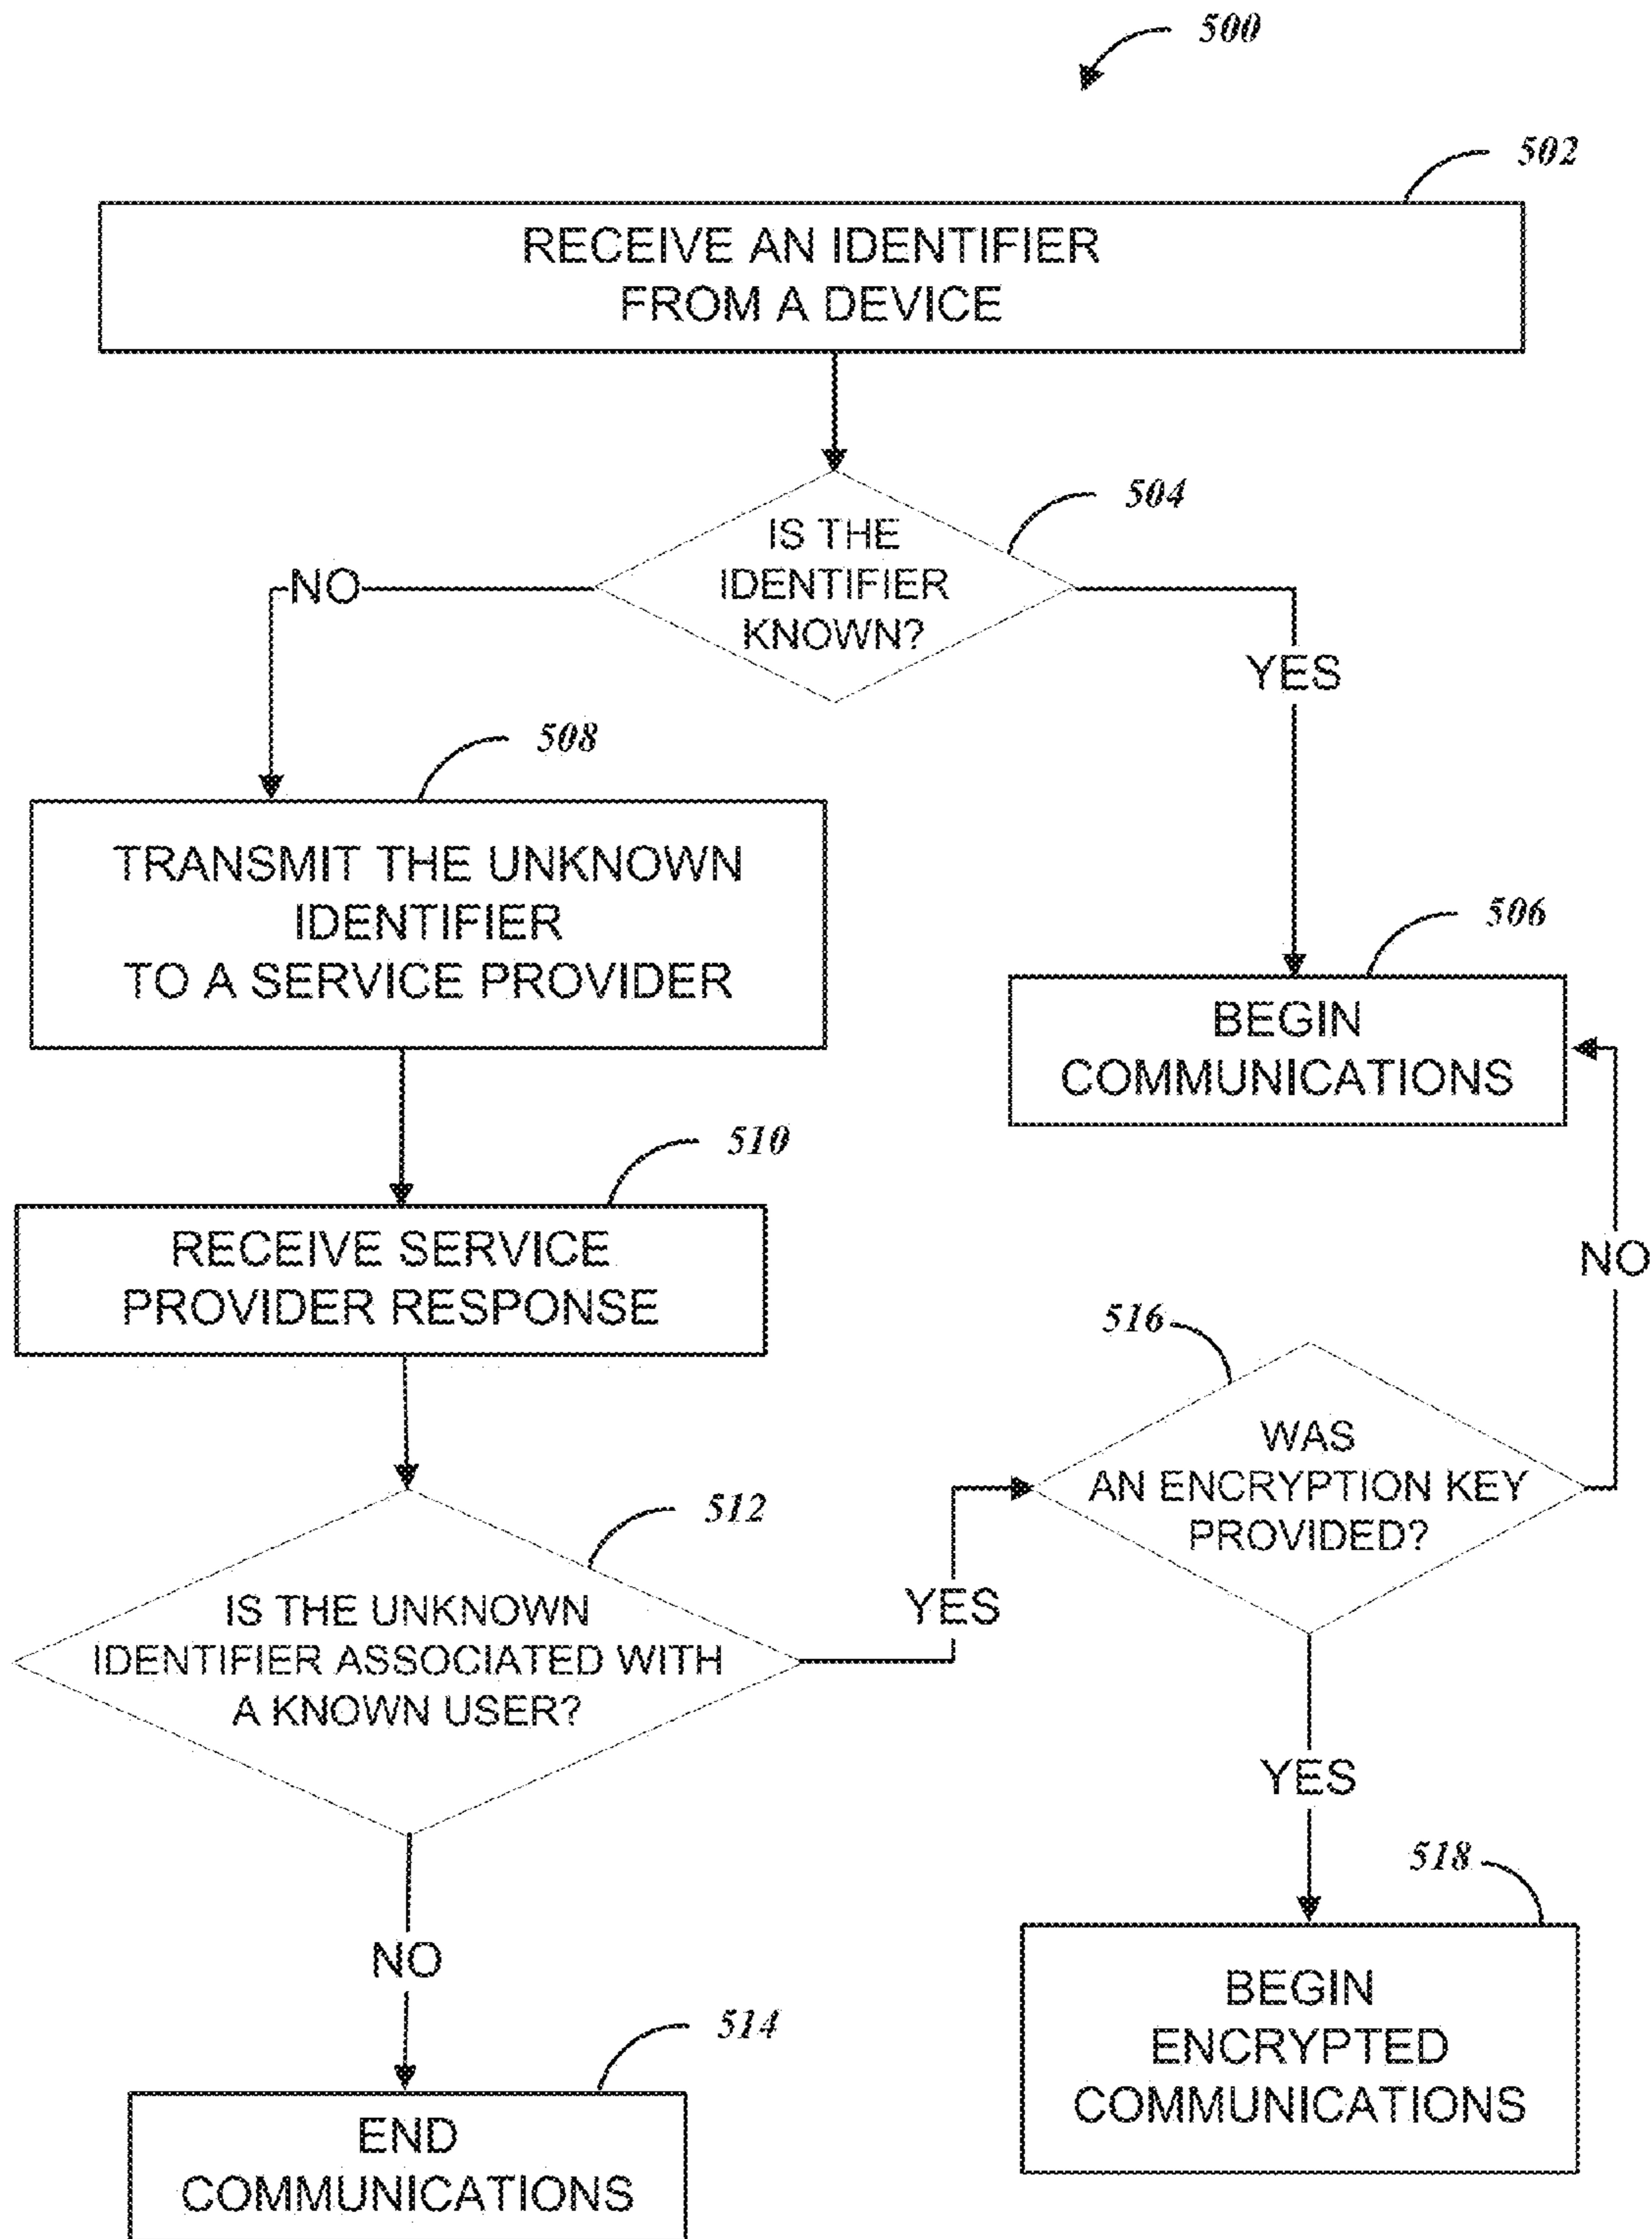 500
502
RECEIVE AN IDENTIFIER
FROM A DEVICE
504
IS THE
IDENTIFIER
KNOWN?
NO
YES
508
TRANSMIT THE UNKNOWN
IDENTIFIER
TO A SERVICE PROVIDER
506
BEGIN
COMMUNICATIONS
510
RECEIVE SERVICE
PROVIDER RESPONSE
NO
516
WAS
AN ENCRYPTION KEY
PROVIDED?
512
IS THE UNKNOWN
IDENTIFIER ASSOCIATED WITH
A KNOWN USER?
YES
YES
518
NO
BEGIN
ENCRYPTED
COMMUNICATIONS
514
END
COMMUNICATIONS